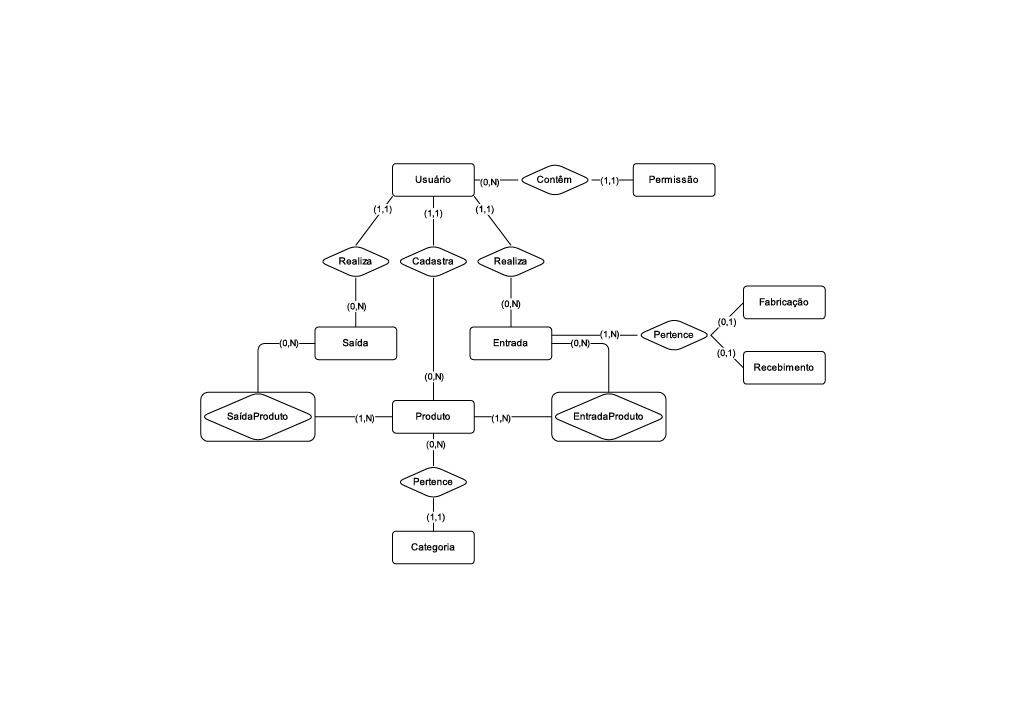 Usuário
(0,N)
Contêm
(1,1)
Permissão
(1,1)
(1,1)
(1,1)
Realiza
Cadastra
Realiza
(0,N)
(0,N)
Fabricação
(0,1)
Saída
Entrada
(1,N)
Pertence
(0,N)
(0,N)
(0,1)
Recebimento
(0,N)
SaídaProduto
(1,N)
Produto
(1,N)
EntradaProduto
(0,N)
Pertence
(1,1)
Categoria